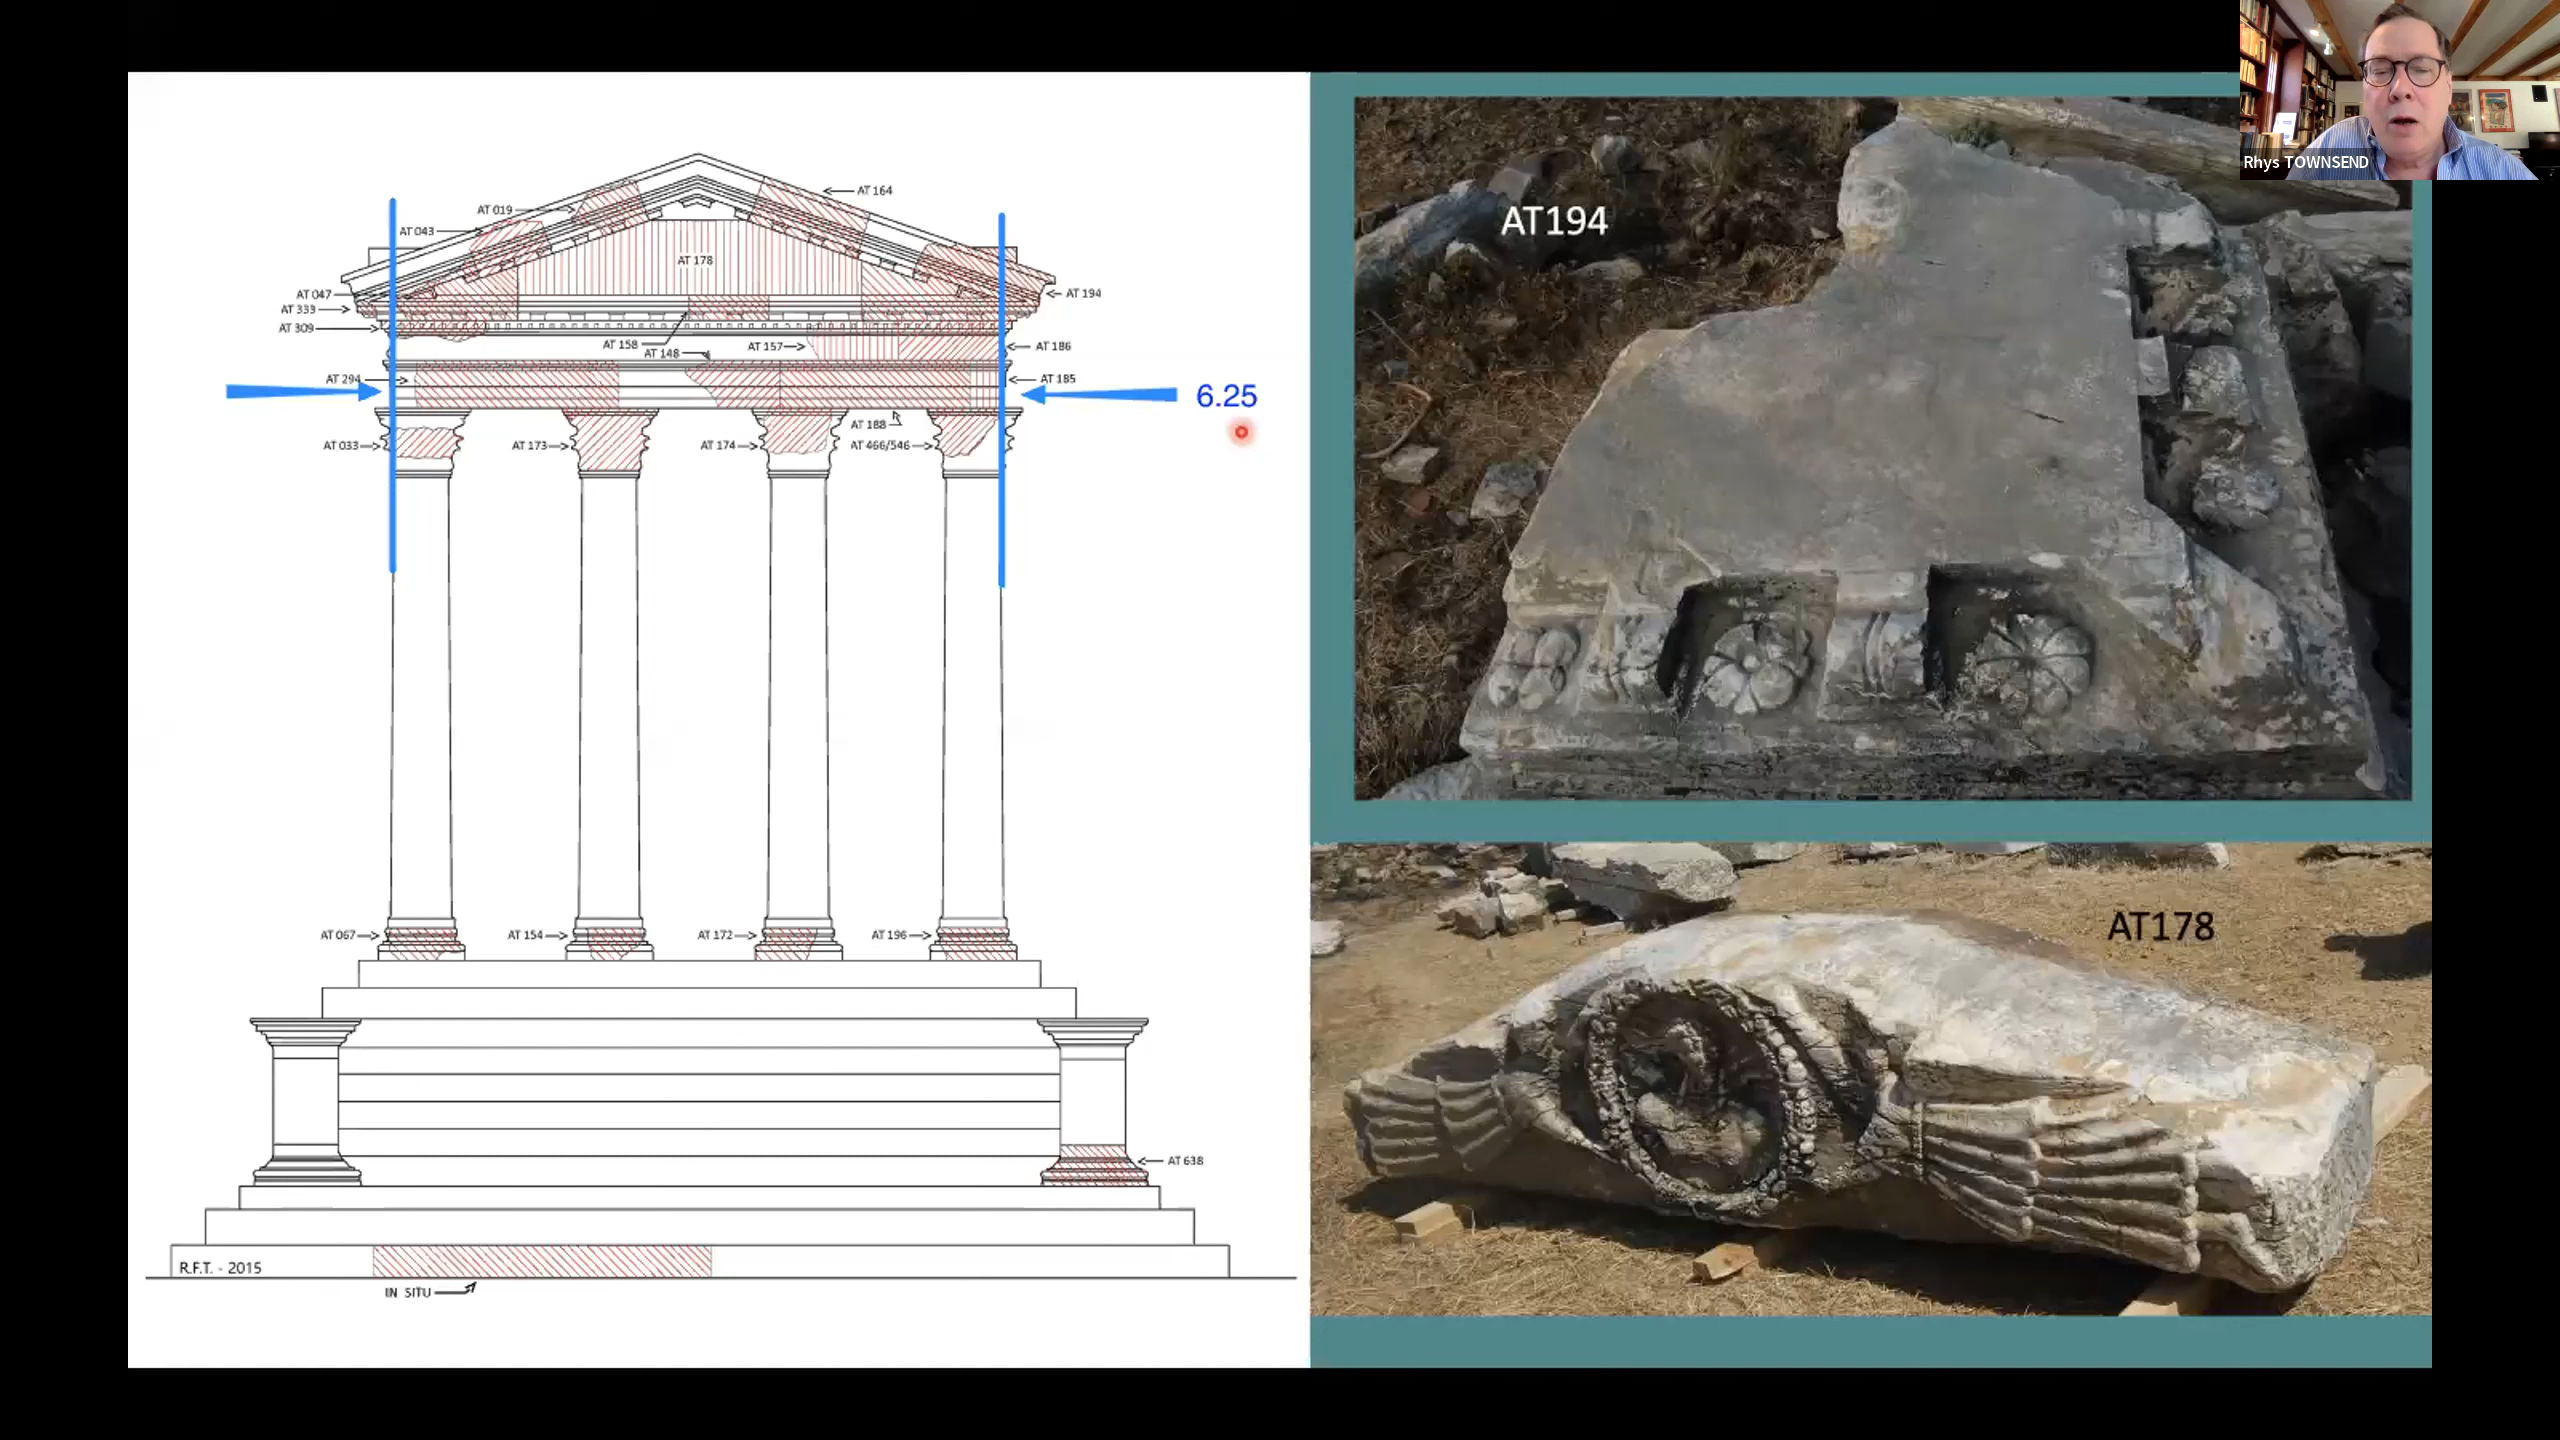 AT 164
AT 019
AT 043
AT 178
AT 047
AT 194
AT 333
AT 309
AT 158
AT 157
AT 186
AT 148
AT 294
AT 185
6.25
AT 188
AT 033
AT 173
AT 174
AT 466/546
AT 067
AT 154
AT 172
AT 196
AT 638
R.F.T. - 2015
IN SITU
AT194
AT178
Rhys TOWNSEND